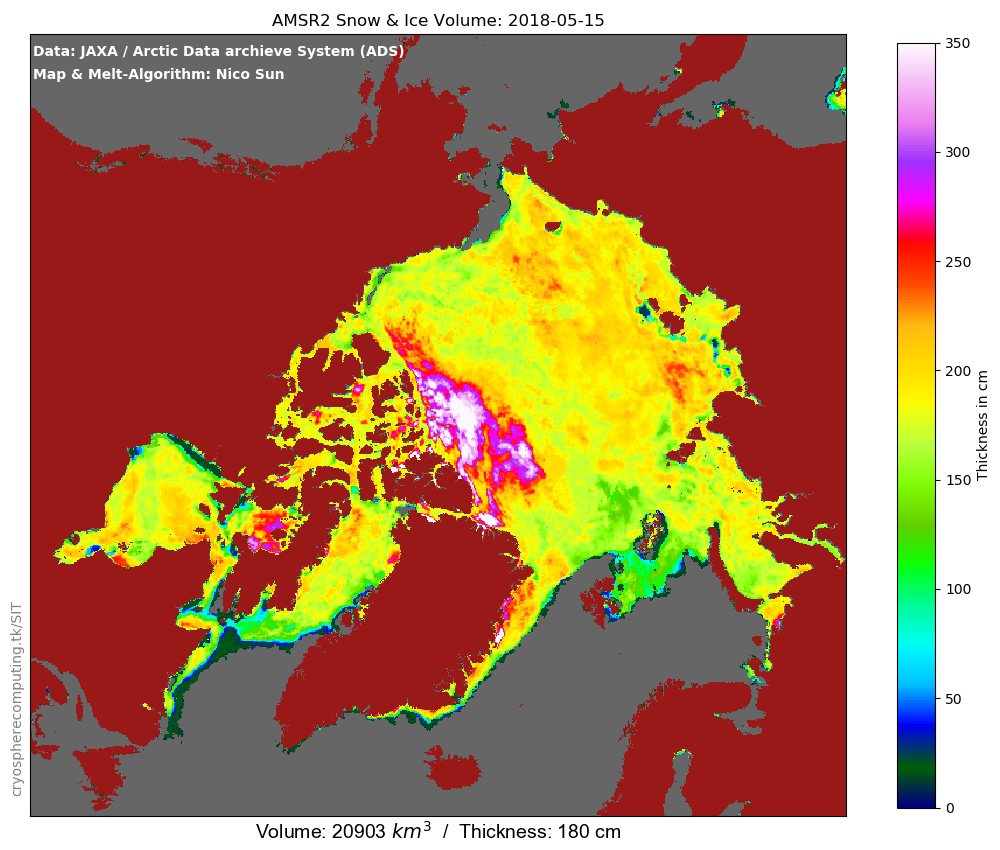 AMSR2 Snow & Ice Volume: 2018-05-15
Data: JAXA / Arctic Data archieve System (ADS)
Map & Melt-Algorithm: Nico Sun
350
300
250
200
150
100
50
0
Thickness in cm
cryospherecomputing.tk/SIT
Volume: 20903 km³ / Thickness: 180 cm